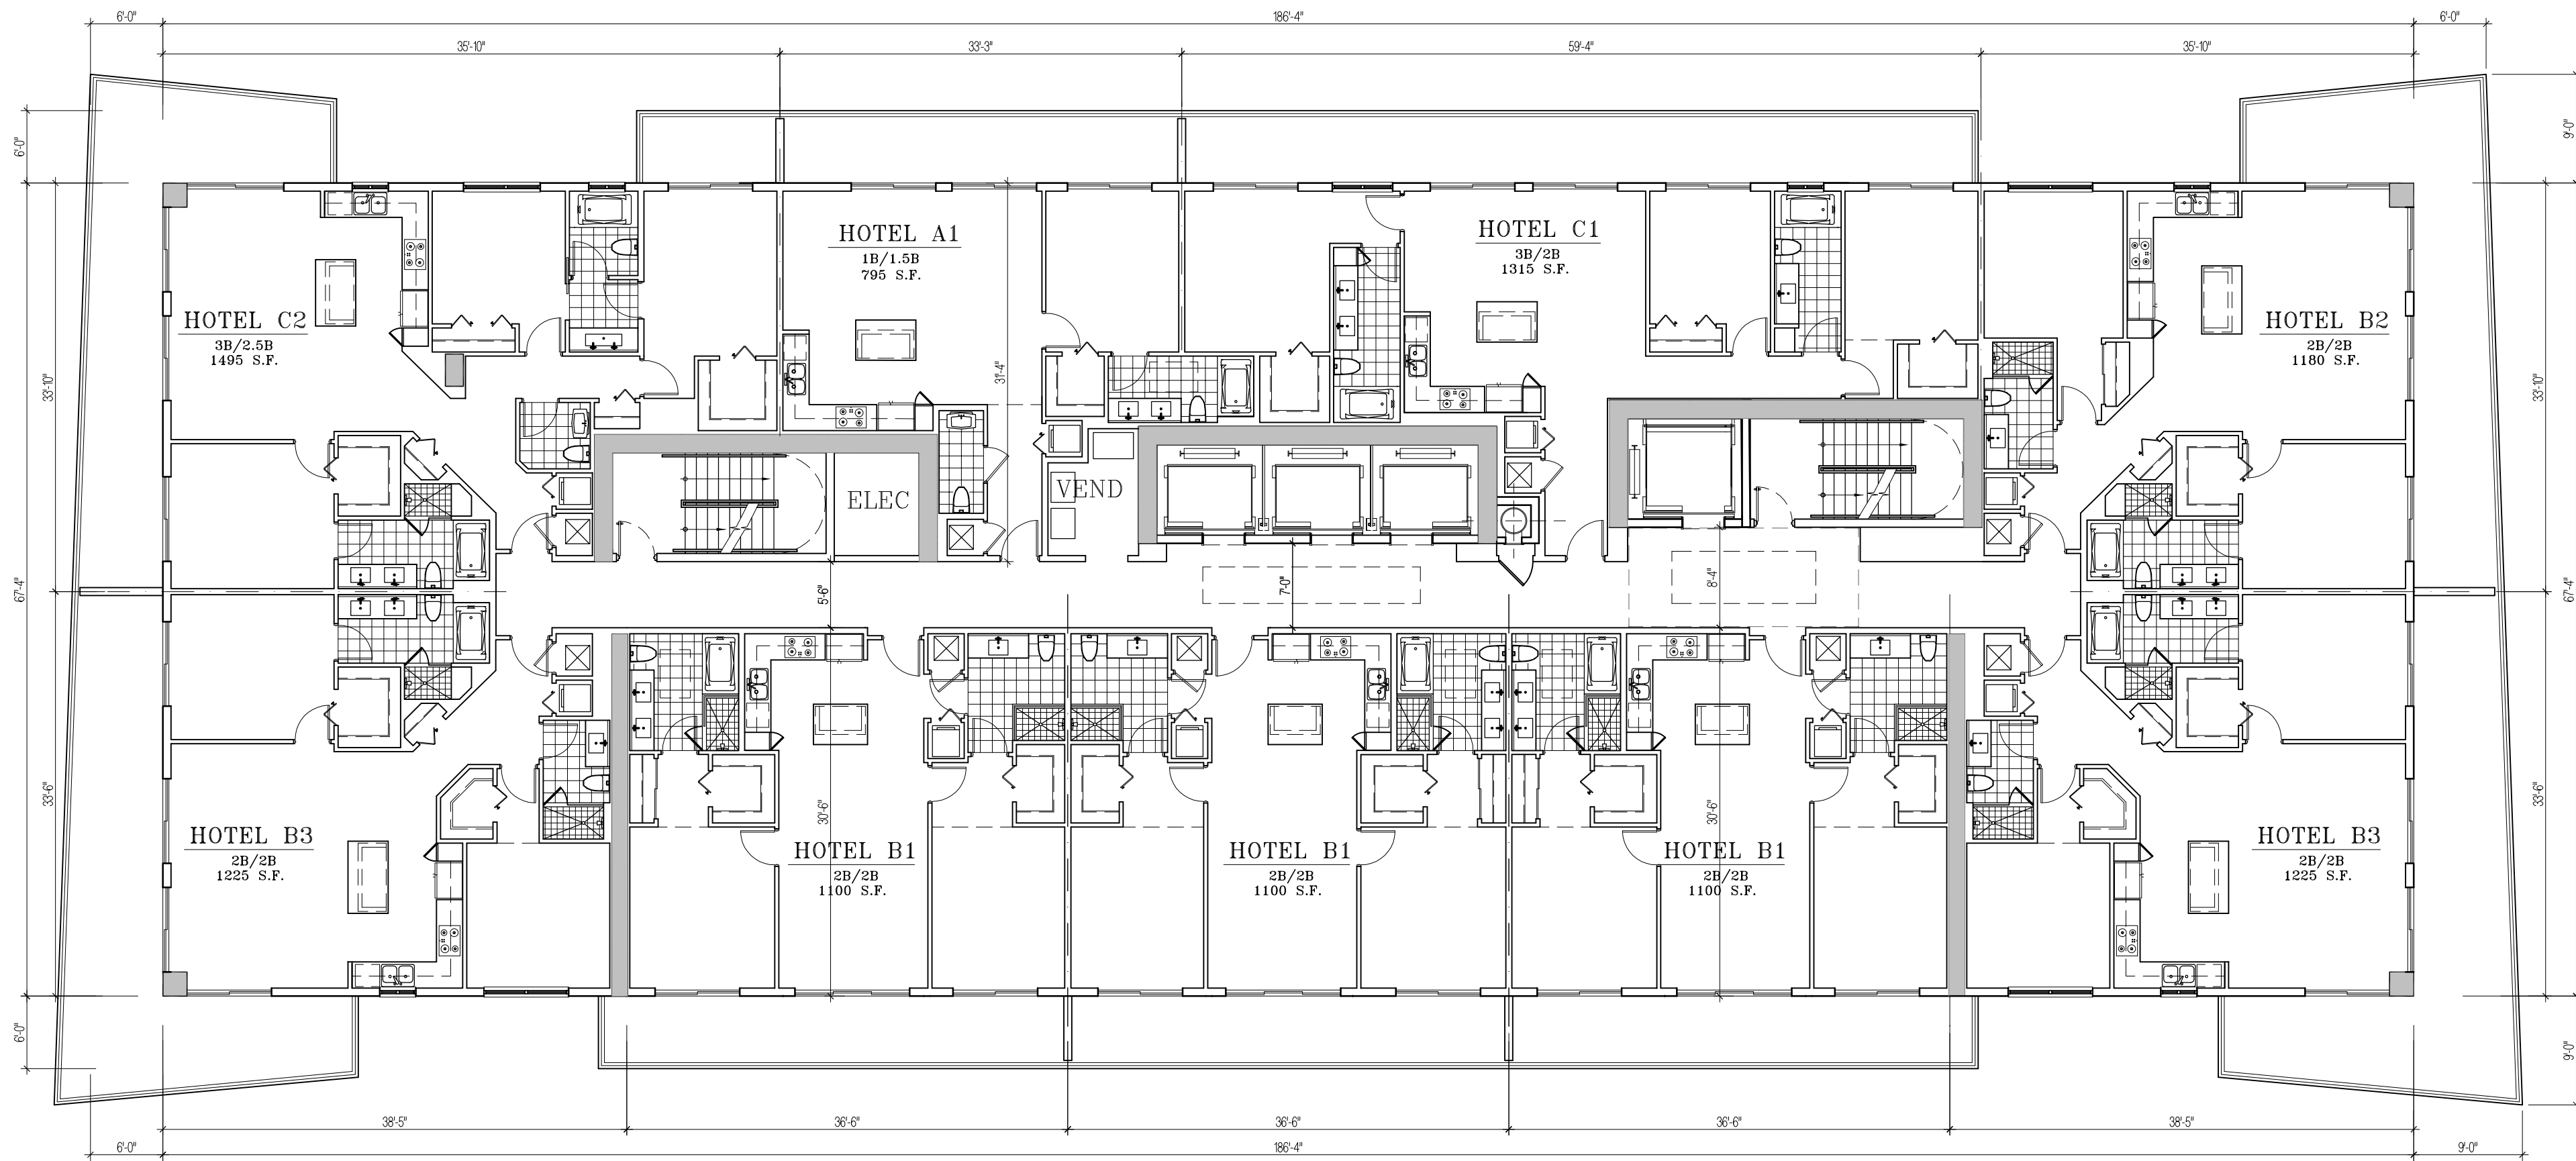 6'-0" 186'-4" 6'-0"
35'-10" 33'-3" 59'-4" 35'-10"
6'-0"
9'-0"
HOTEL C2
3B/2.5B
1495 S.F.
HOTEL A1
1B/1.5B
795 S.F.
HOTEL C1
3B/2B
1315 S.F.
HOTEL B2
2B/2B
1180 S.F.
33'-10"
31'-4"
33'-10"
ELEC
VEND
67'-4"
5'-6"
7'-0"
8'-4"
67'-4"
33'-6"
30'-6"
30'-6"
33'-6"
HOTEL B3
2B/2B
1225 S.F.
HOTEL B1
2B/2B
1100 S.F.
HOTEL B1
2B/2B
1100 S.F.
HOTEL B1
2B/2B
1100 S.F.
HOTEL B3
2B/2B
1225 S.F.
6'-0"
9'-0"
38'-5" 36'-6" 36'-6" 36'-6" 38'-5"
6'-0" 186'-4" 9'-0"